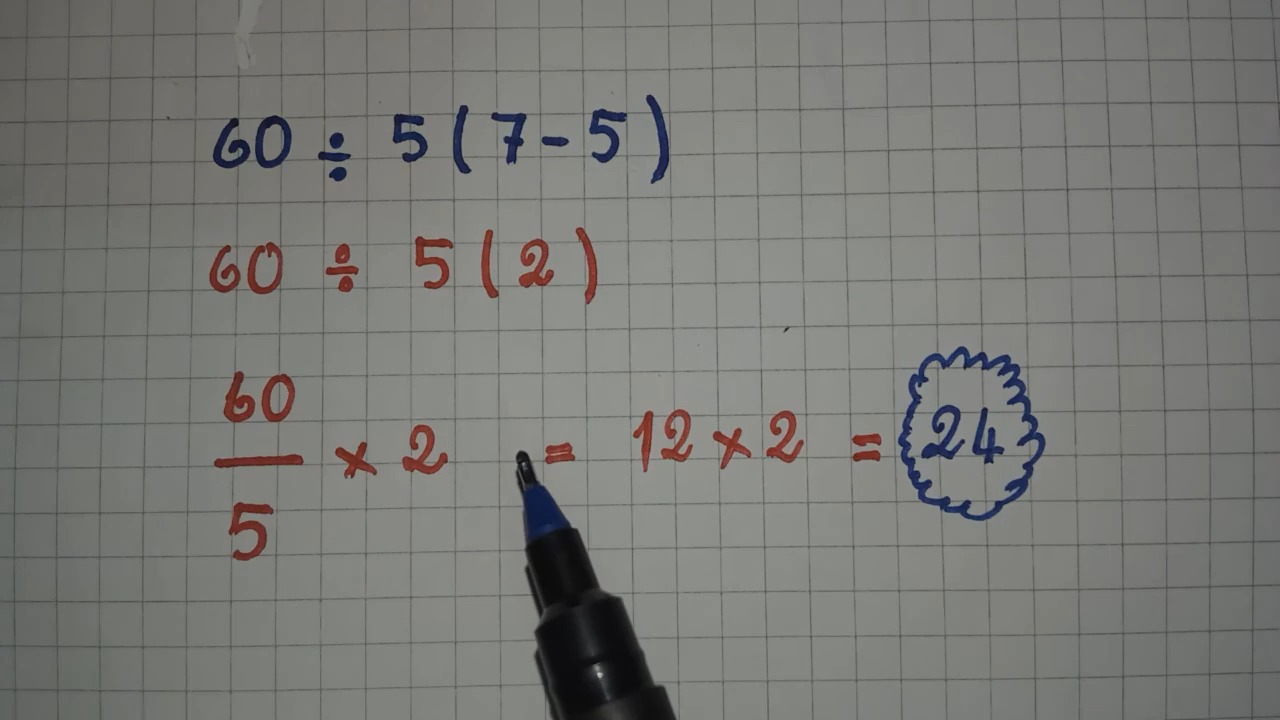 60 ÷ 5(7-5)
60 ÷ 5(2)
60
5
× 2 = 12 × 2 = 24